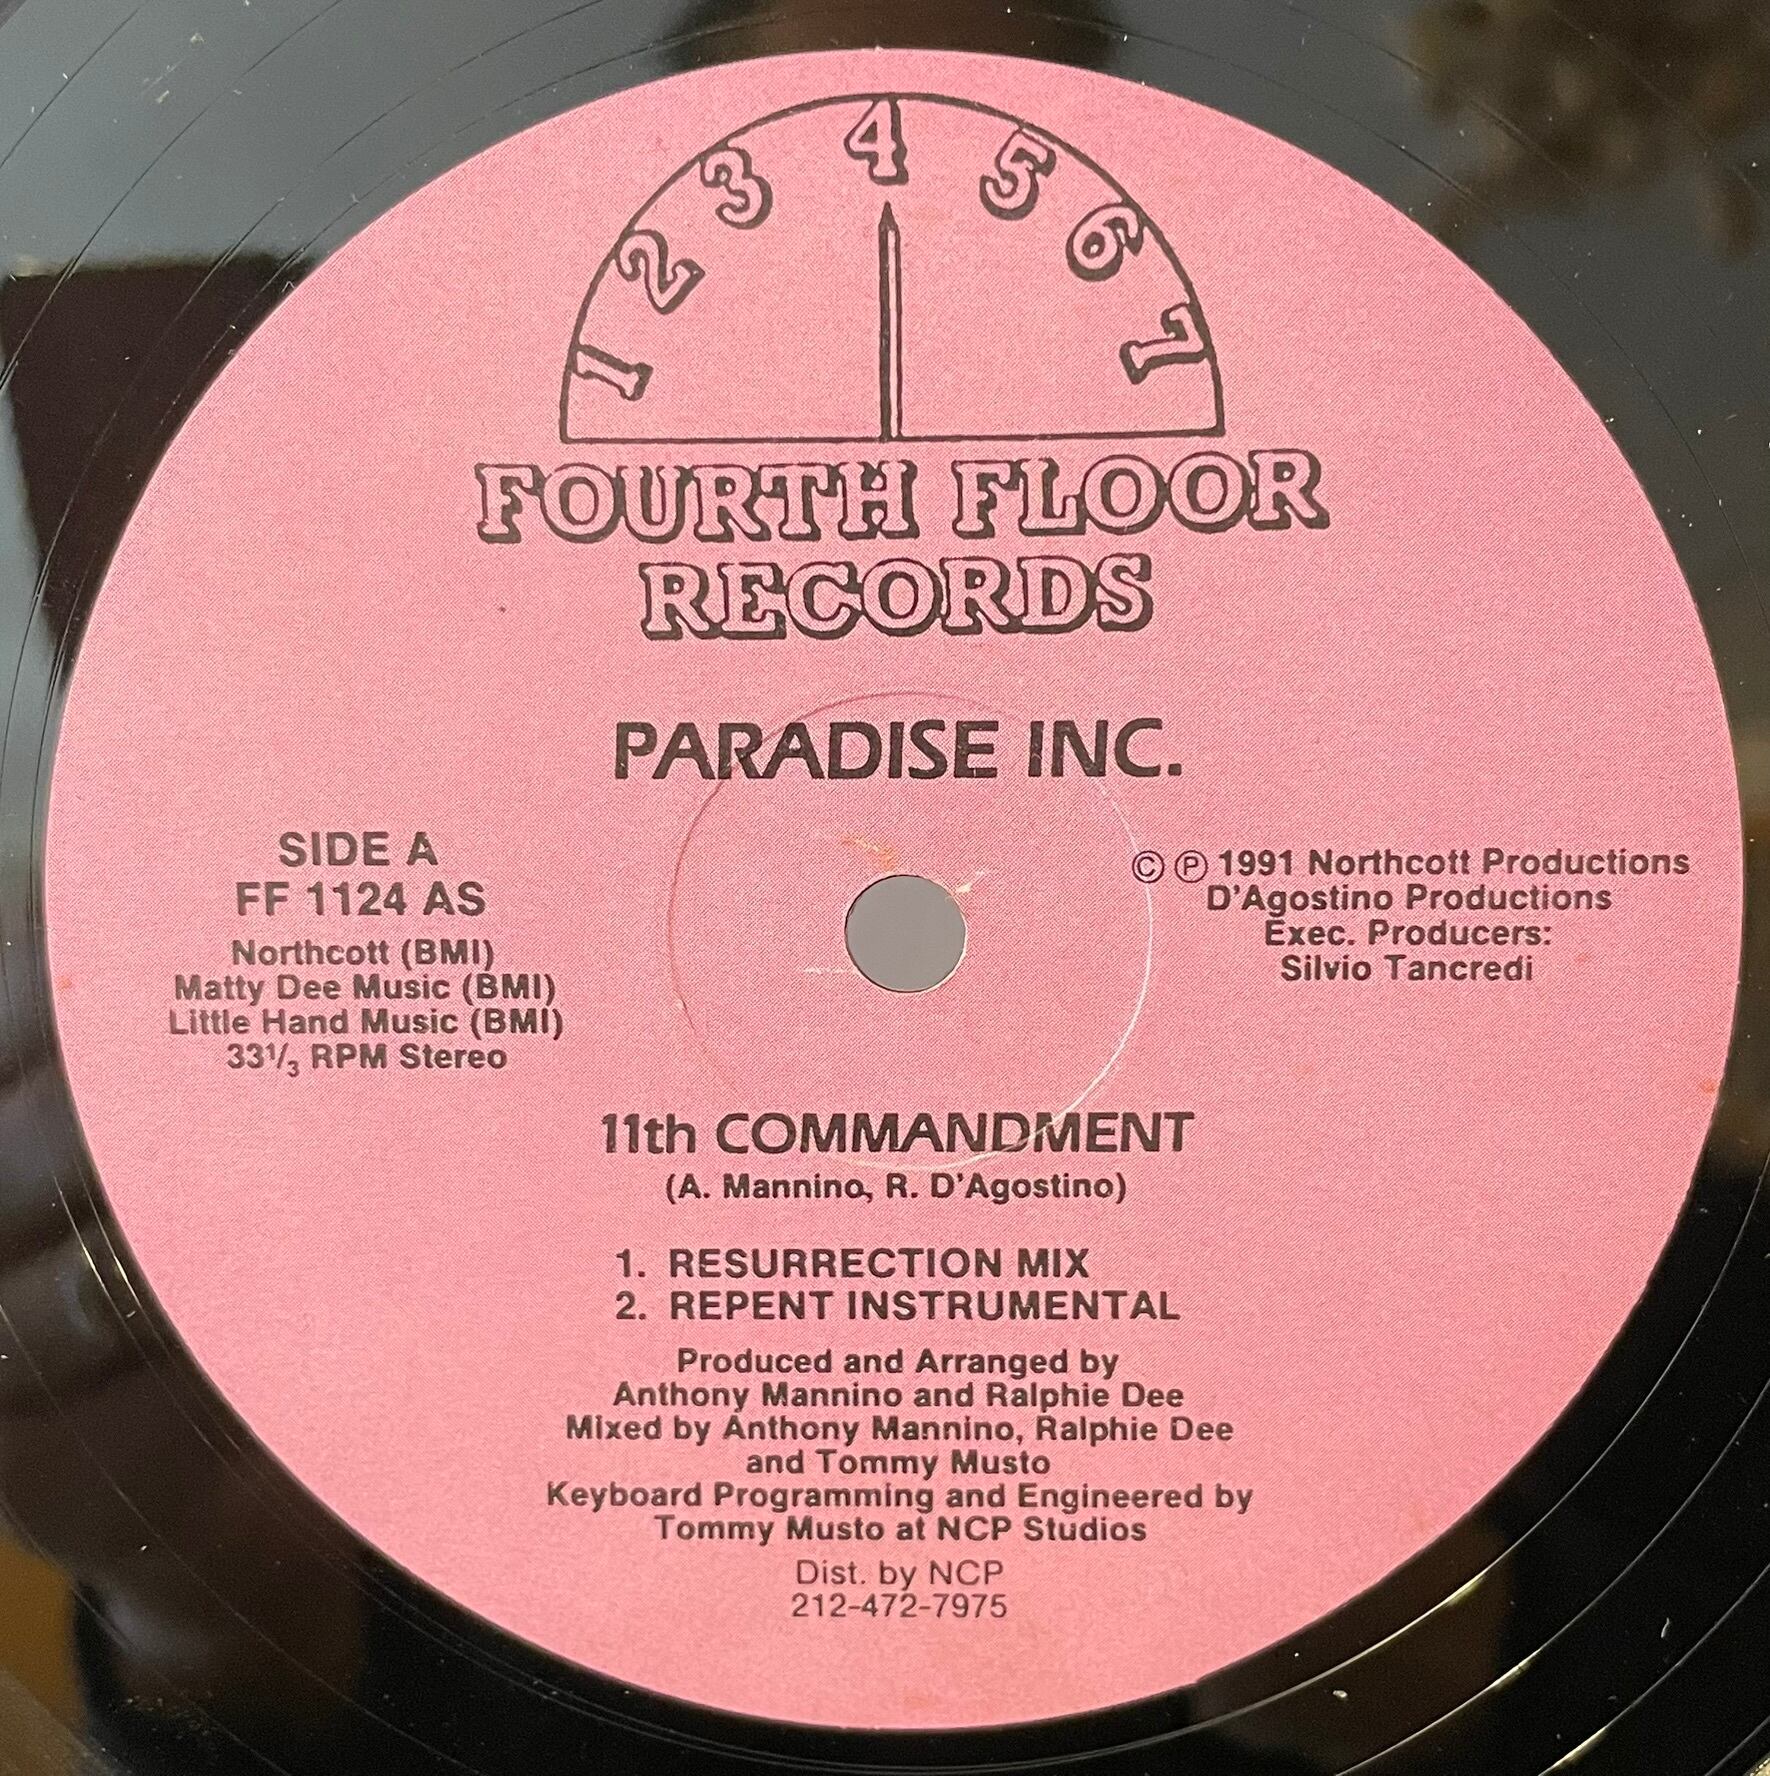 1 2 3 4 5 6 7
FOURTH FLOOR
RECORDS
PARADISE INC.
SIDE A
FF 1124 AS
Northcott (BMI)
Matty Dee Music (BMI)
Little Hand Music (BMI)
33 1/3 RPM Stereo
© ℗ 1991 Northcott Productions
D'Agostino Productions
Exec. Producers:
Silvio Tancredi
11th COMMANDMENT
(A. Mannino, R. D'Agostino)
1. RESURRECTION MIX
2. REPENT INSTRUMENTAL
Produced and Arranged by
Anthony Mannino and Ralphie Dee
Mixed by Anthony Mannino, Ralphie Dee
and Tommy Musto
Keyboard Programming and Engineered by
Tommy Musto at NCP Studios
Dist. by NCP
212-472-7975